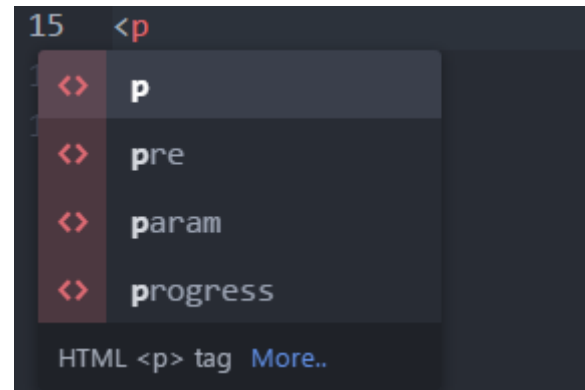 15 <p
p
pre
param
progress
HTML <p> tag More..